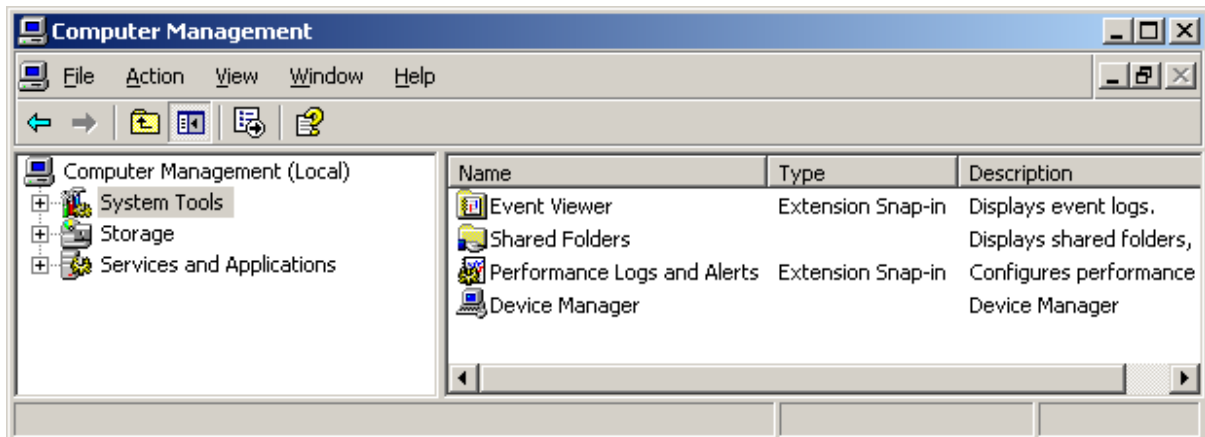 Computer Management
File Action View Window Help
Computer Management (Local)
System Tools
Storage
Services and Applications
Name Type Description
Event Viewer Extension Snap-in Displays event logs.
Shared Folders Displays shared folders,
Performance Logs and Alerts Extension Snap-in Configures performance
Device Manager Device Manager